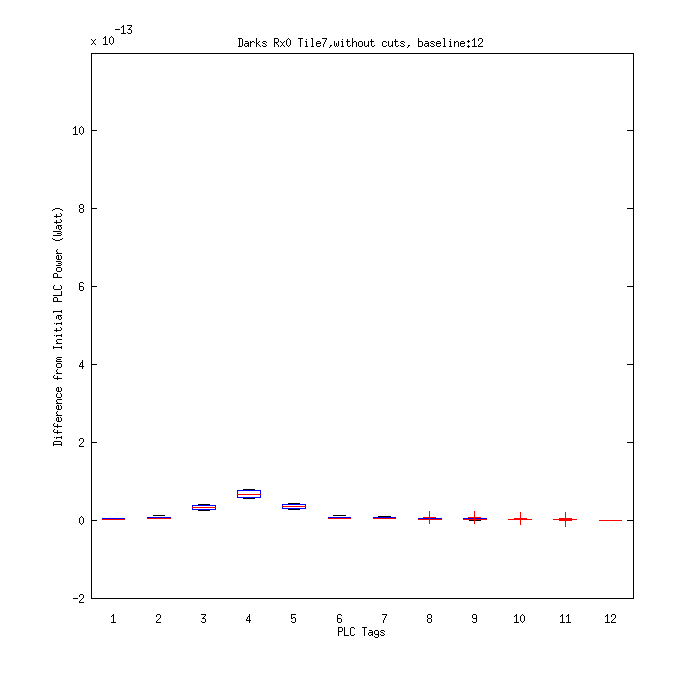 x 10^-13
Darks Rx0 Tile7,without cuts, baseline:12
Difference from Initial PLC Power (Watt)
10
8
6
4
2
0
-2
1 2 3 4 5 6 7 8 9 10 11 12
PLC Tags